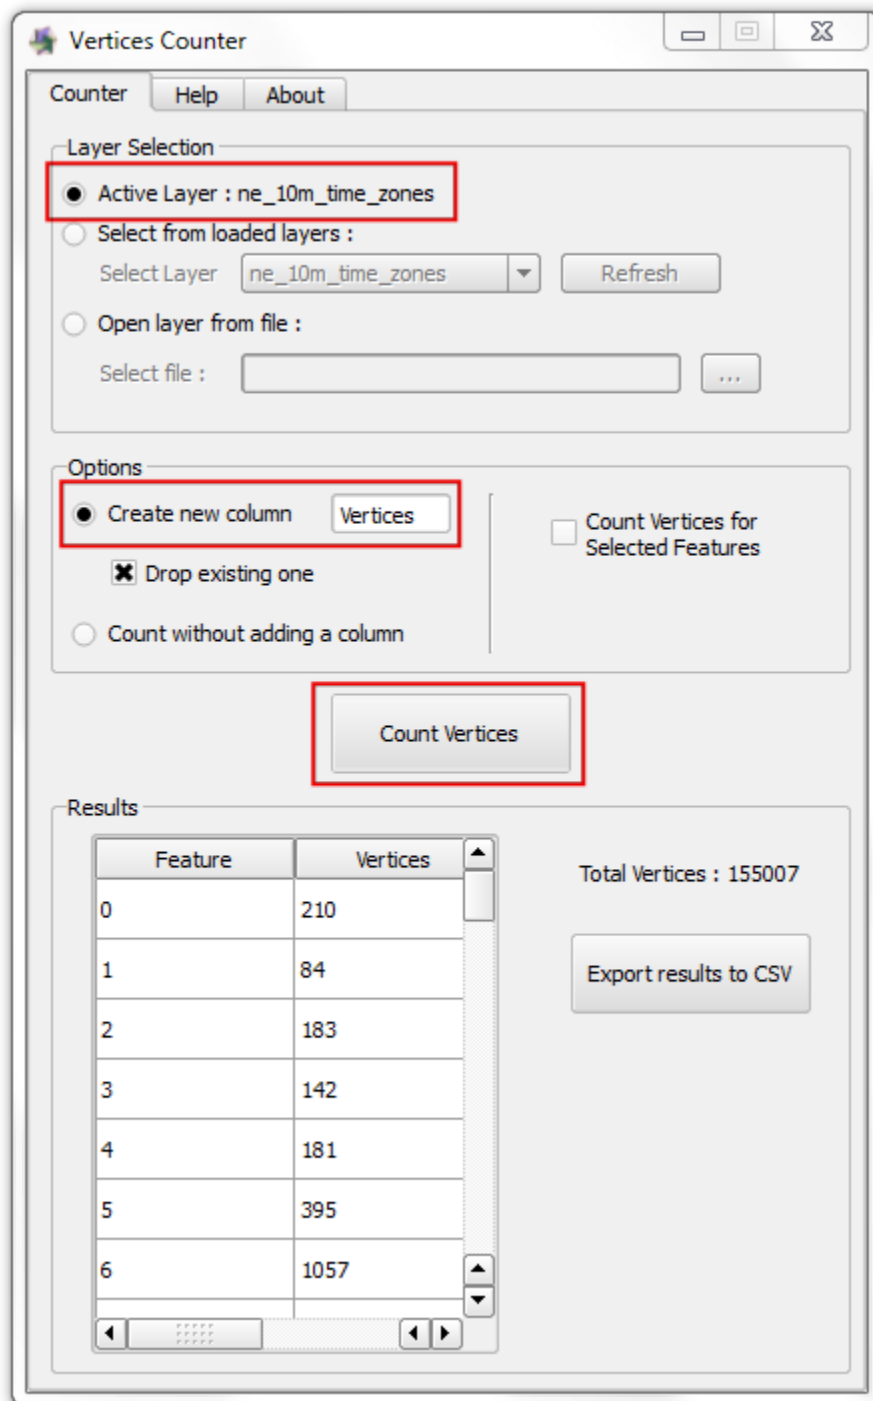 Vertices Counter
Counter Help About
Layer Selection
Active Layer : ne_10m_time_zones
Select from loaded layers :
Select Layer ne_10m_time_zones Refresh
Open layer from file :
Select file : ...
Options
Create new column Vertices
Count Vertices for
Selected Features
Drop existing one
Count without adding a column
Count Vertices
Results
Feature Vertices
Total Vertices : 155007
0 210
1 84
Export results to CSV
2 183
3 142
4 181
5 395
6 1057